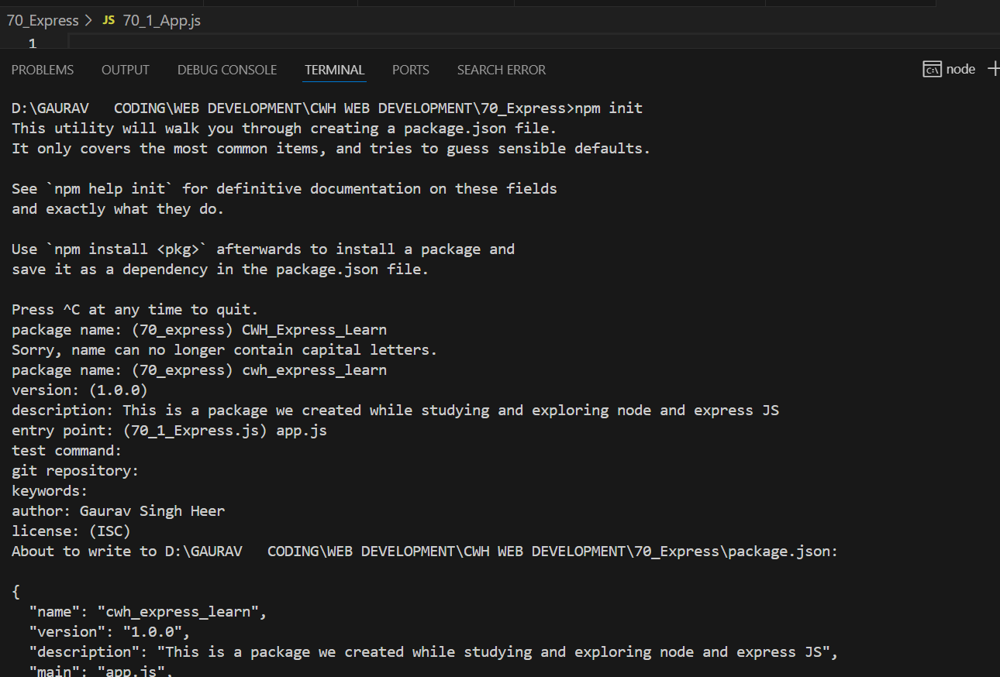 70_Express > JS 70_1_App.js
1
PROBLEMS OUTPUT DEBUG CONSOLE TERMINAL PORTS SEARCH ERROR node +
D:\GAURAV   CODING\WEB DEVELOPMENT\CWH WEB DEVELOPMENT\70_Express>npm init
This utility will walk you through creating a package.json file.
It only covers the most common items, and tries to guess sensible defaults.

See `npm help init` for definitive documentation on these fields
and exactly what they do.

Use `npm install <pkg>` afterwards to install a package and
save it as a dependency in the package.json file.

Press ^C at any time to quit.
package name: (70_express) CWH_Express_Learn
Sorry, name can no longer contain capital letters.
package name: (70_express) cwh_express_learn
version: (1.0.0)
description: This is a package we created while studying and exploring node and express JS
entry point: (70_1_Express.js) app.js
test command:
git repository:
keywords:
author: Gaurav Singh Heer
license: (ISC)
About to write to D:\GAURAV   CODING\WEB DEVELOPMENT\CWH WEB DEVELOPMENT\70_Express\package.json:

{
  "name": "cwh_express_learn",
  "version": "1.0.0",
  "description": "This is a package we created while studying and exploring node and express JS",
  "main": "app.js",